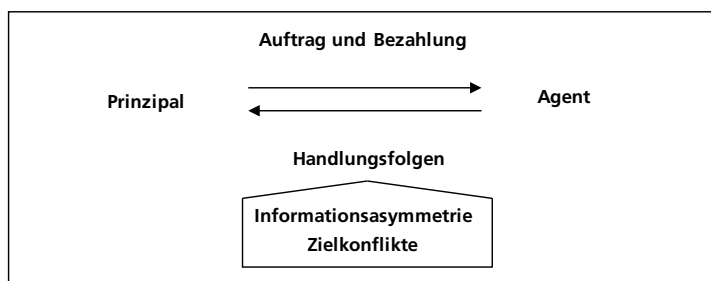 Auftrag und Bezahlung
Prinzipal
Agent
Handlungsfolgen
Informationsasymmetrie
Zielkonflikte